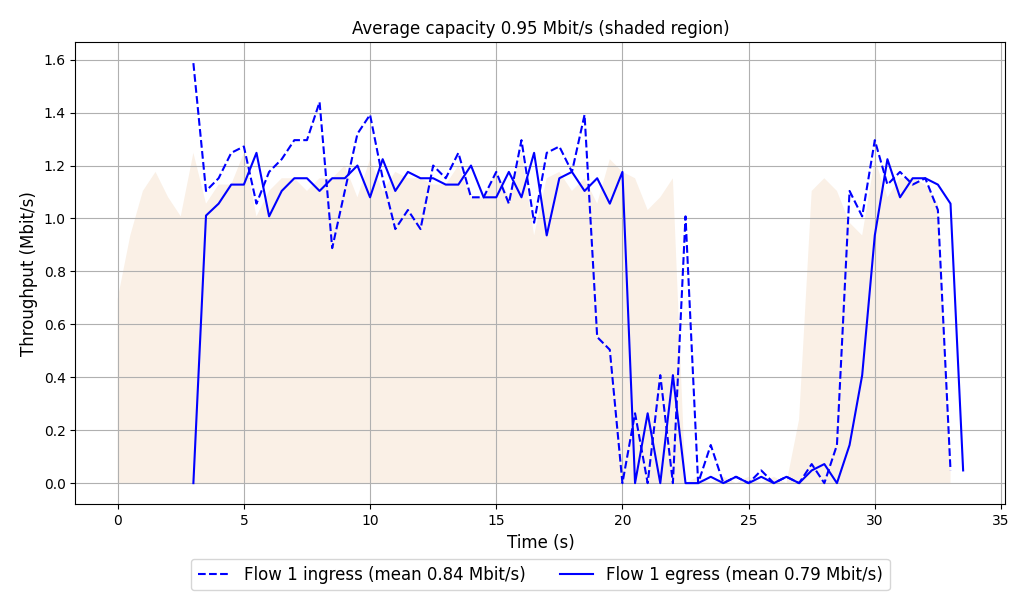 Average capacity 0.95 Mbit/s (shaded region)
Throughput (Mbit/s)
1.6
1.4
1.2
1.0
0.8
0.6
0.4
0.2
0.0
0 5 10 15 20 25 30 35
Time (s)
Flow 1 ingress (mean 0.84 Mbit/s) Flow 1 egress (mean 0.79 Mbit/s)